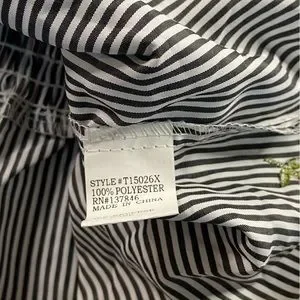 STYLE#T15026X
100% POLYESTER
RN#137846
MADE IN CHINA